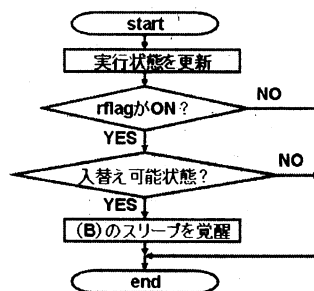 start
実行状態を更新
rflagがON?
NO
YES
入替え可能状態?
NO
YES
(B)のスリープを覚醒
end